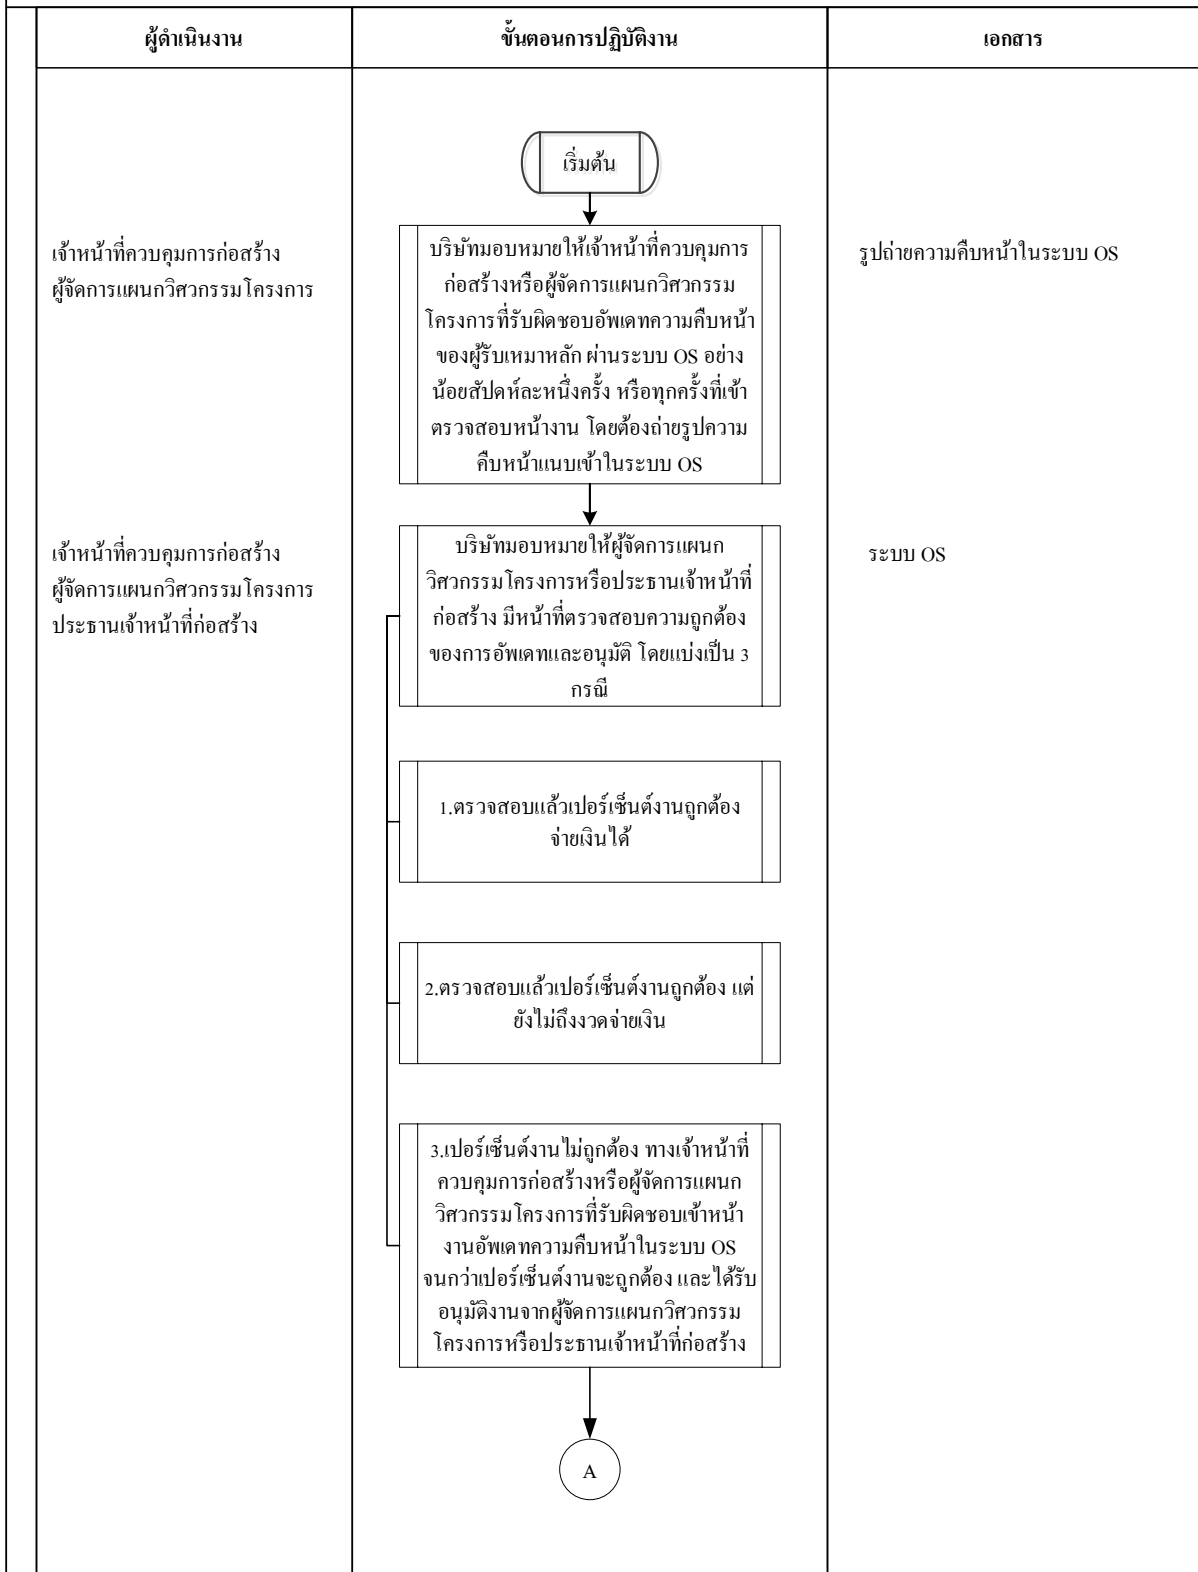 ผู้ดำเนินงาน
ขั้นตอนการปฏิบัติงาน
เอกสาร
เริ่มต้น
เจ้าหน้าที่ควบคุมการก่อสร้าง
ผู้จัดการแผนกวิศวกรรมโครงการ
บริษัทมอบหมายให้เจ้าหน้าที่ควบคุมการ
ก่อสร้างหรือผู้จัดการแผนกวิศวกรรม
โครงการที่รับผิดชอบอัพเดทความคืบหน้า
ของผู้รับเหมาหลัก ผ่านระบบ OS อย่าง
น้อยสัปดห์ละหนึ่งครั้ง หรือทุกครั้งที่เข้า
ตรวจสอบหน้างาน โดยต้องถ่ายรูปความ
คืบหน้าแนบเข้าในระบบ OS
รูปถ่ายความคืบหน้าในระบบ OS
เจ้าหน้าที่ควบคุมการก่อสร้าง
ผู้จัดการแผนกวิศวกรรมโครงการ
ประธานเจ้าหน้าที่ก่อสร้าง
บริษัทมอบหมายให้ผู้จัดการแผนก
วิศวกรรมโครงการหรือประธานเจ้าหน้าที่
ก่อสร้าง มีหน้าที่ตรวจสอบความถูกต้อง
ของการอัพเดทและอนุมัติ โดยแบ่งเป็น 3
กรณี
ระบบ OS
1.ตรวจสอบแล้วเปอร์เซ็นต์งานถูกต้อง
จ่ายเงินได้
2.ตรวจสอบแล้วเปอร์เซ็นต์งานถูกต้อง แต่
ยังไม่ถึงงวดจ่ายเงิน
3.เปอร์เซ็นต์งานไม่ถูกต้อง ทางเจ้าหน้าที่
ควบคุมการก่อสร้างหรือผู้จัดการแผนก
วิศวกรรมโครงการที่รับผิดชอบเข้าหน้า
งานอัพเดทความคืบหน้าในระบบ OS
จนกว่าเปอร์เซ็นต์งานจะถูกต้อง และได้รับ
อนุมัติงานจากผู้จัดการแผนกวิศวกรรม
โครงการหรือประธานเจ้าหน้าที่ก่อสร้าง
A